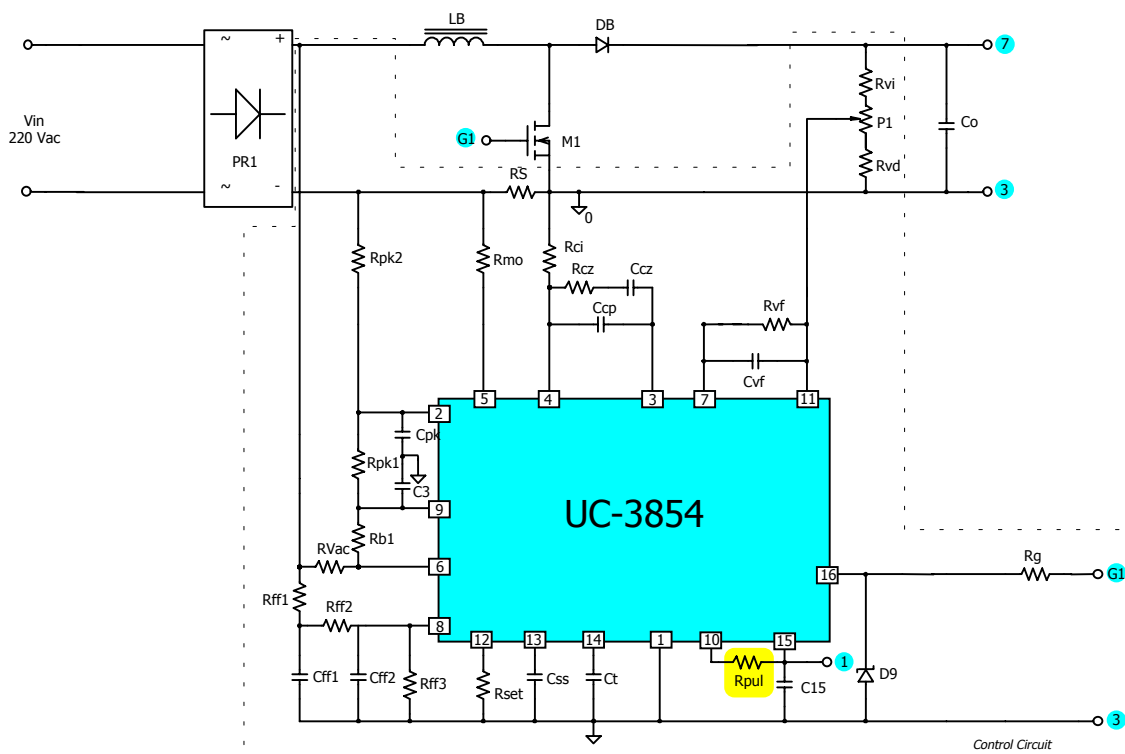 LB
DB
7
~
+
Vin
220 Vac
PR1
~
-
G1
M1
Rvi
P1
Rvd
Co
RS
0
3
Rpk2
Rmo
Rci
Rcz
Ccz
Ccp
Rvf
Cvf
5
4
3
7
11
2
Cpk
Rpk1
C3
9
UC-3854
Rb1
RVac
6
16
Rg
G1
Rff1
Rff2
8
12
13
14
1
10
15
1
Cff1
Cff2
Rff3
Rset
Css
Ct
Rpul
C15
D9
3
Control Circuit